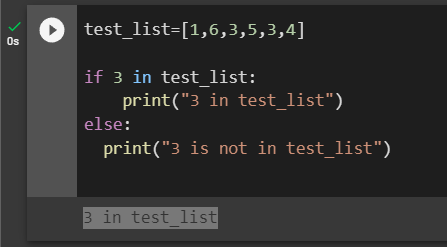 test_list=[1,6,3,5,3,4]
if 3 in test_list:
    print("3 in test_list")
else:
  print("3 is not in test_list")
0s
3 in test_list